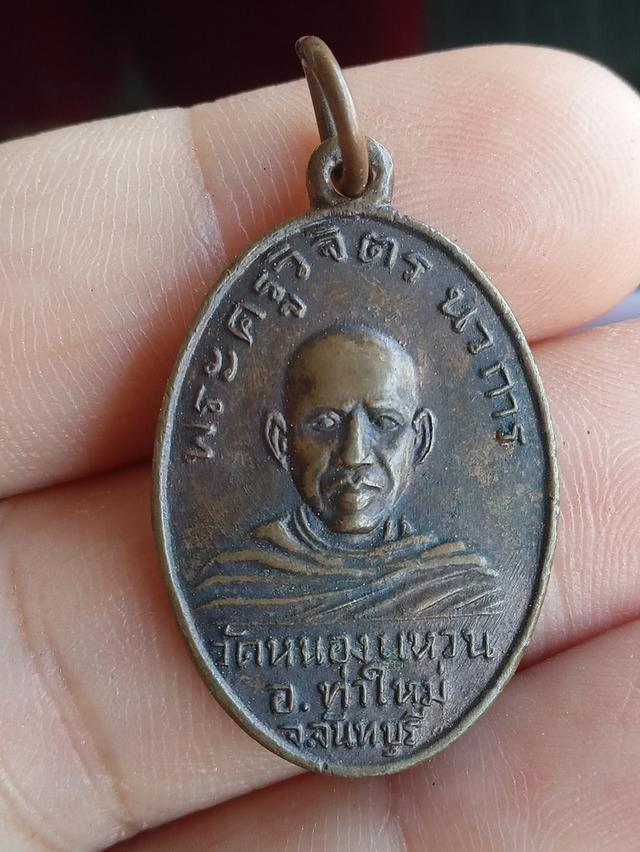 พระครูวิจิตร นวการ
วัดหนองแหวน
อ. ท่าใหม่
จ.จันทบุรี